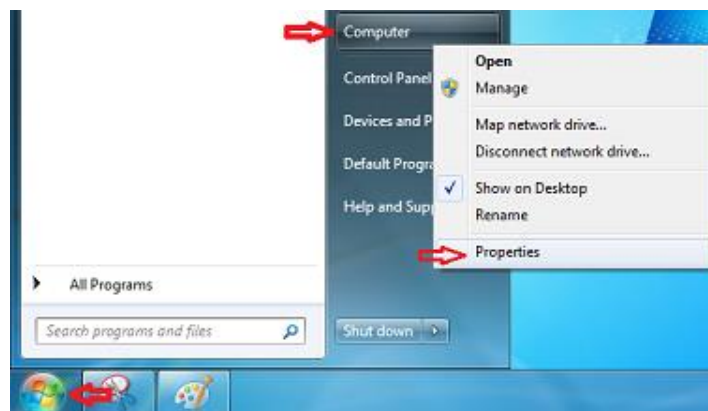 Computer
Open
Manage
Control Panel
Devices and P
Map network drive...
Disconnect network drive...
Default Progra
Show on Desktop
Help and Supp
Rename
Properties
All Programs
Search programs and files
Shut down